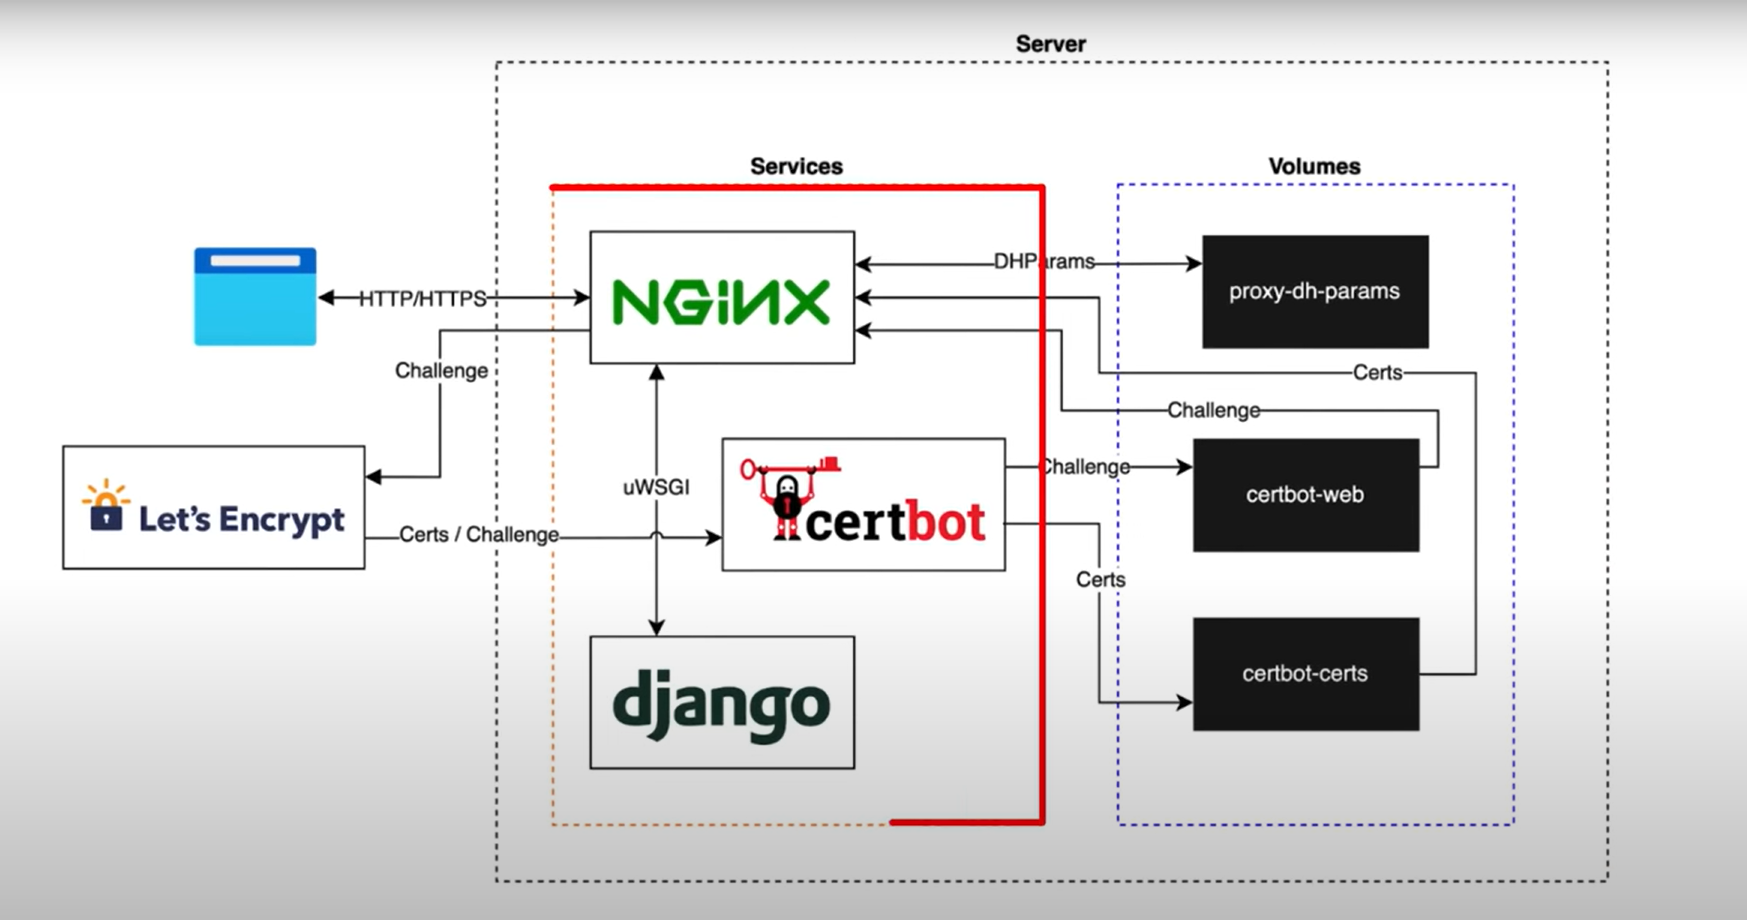 Server
Services
Volumes
NGiNX
DHParams
proxy-dh-params
HTTP/HTTPS
Challenge
Certs
Challenge
Let's Encrypt
Certs / Challenge
uWSGI
certbot
Challenge
certbot-web
Certs
certbot-certs
django